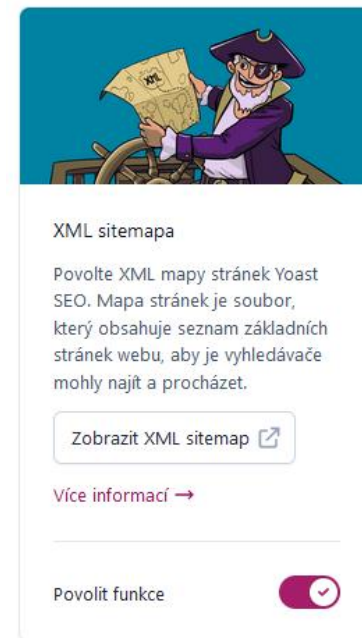 XML
XML sitemapa
Povolte XML mapy stránek Yoast
SEO. Mapa stránek je soubor,
který obsahuje seznam základních
stránek webu, aby je vyhledávače
mohly najít a procházet.
Zobrazit XML sitemap
Více informací →
Povolit funkce